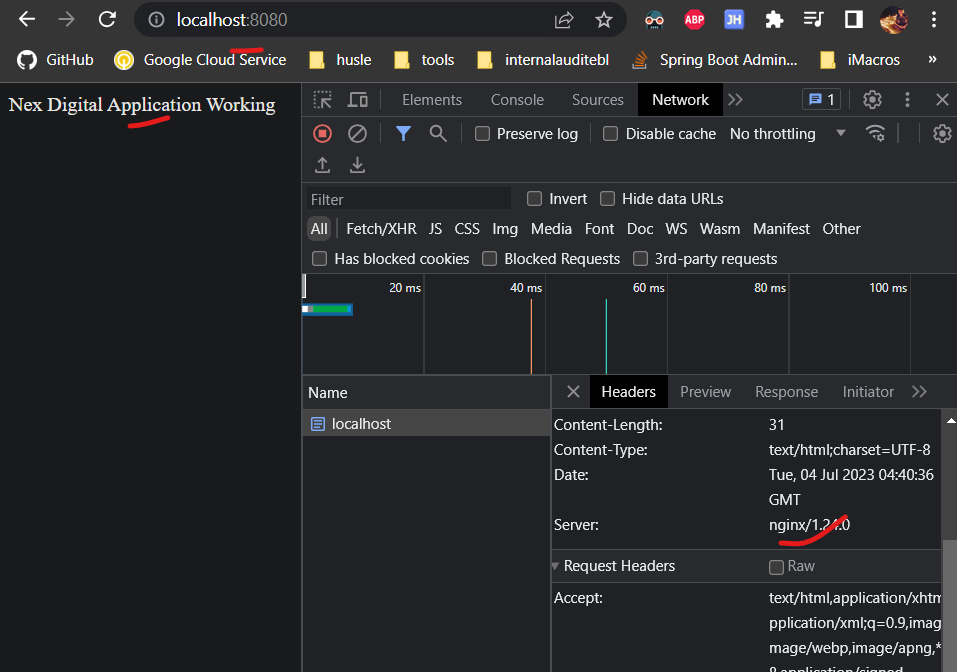 localhost:8080
ABP
JH
GitHub Google Cloud Service husle tools internalauditebl Spring Boot Admin... iMacros »
Nex Digital Application Working
Elements Console Sources Network 1
Preserve log Disable cache No throttling
Filter Invert Hide data URLs
All Fetch/XHR JS CSS Img Media Font Doc WS Wasm Manifest Other
Has blocked cookies Blocked Requests 3rd-party requests
20 ms 40 ms 60 ms 80 ms 100 ms
Name
localhost
Headers Preview Response Initiator
Content-Length: 31
Content-Type: text/html;charset=UTF-8
Date: Tue, 04 Jul 2023 04:40:36
GMT
Server: nginx/1.24.0
Request Headers Raw
Accept: text/html,application/xhtm
pplication/xml;q=0.9,imag
mage/webp,image/apng,*
8,application/signed